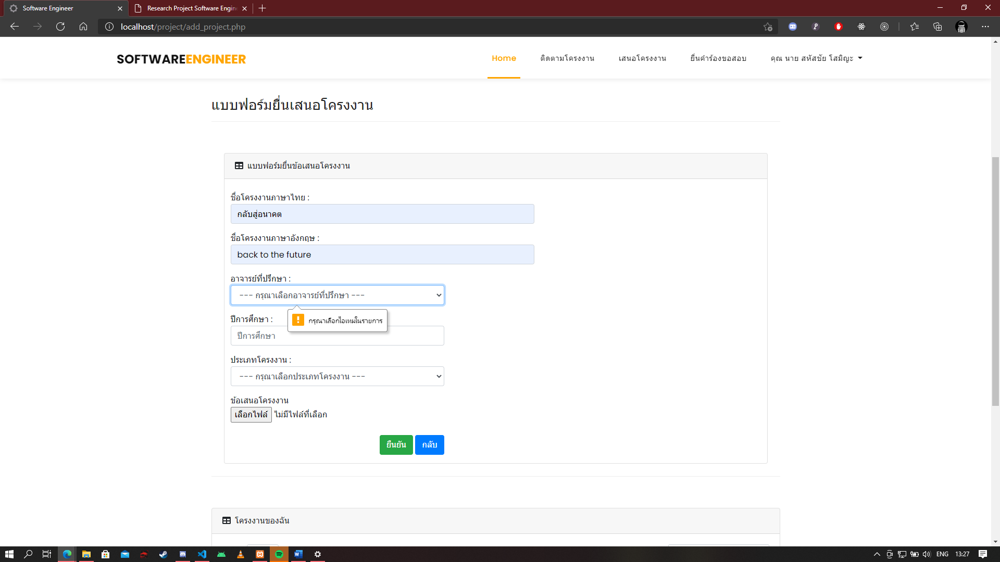 Software Engineer
Research Project Software Engin
localhost/project/add_project.php
SOFTWAREENGINEER
Home
ติดตามโครงงาน
เสนอโครงงาน
ยื่นคำร้องขอสอบ
คุณ นาย สหัสชัย โสมิญะ
แบบฟอร์มยื่นเสนอโครงงาน
แบบฟอร์มยื่นข้อเสนอโครงงาน
ชื่อโครงงานภาษาไทย :
กลับสู่อนาคต
ชื่อโครงงานภาษาอังกฤษ :
back to the future
อาจารย์ที่ปรึกษา :
--- กรุณาเลือกอาจารย์ที่ปรึกษา ---
กรุณาเลือกไอเทมในรายการ
ปีการศึกษา :
ปีการศึกษา
ประเภทโครงงาน :
--- กรุณาเลือกประเภทโครงงาน ---
ข้อเสนอโครงงาน
เลือกไฟล์ ไม่มีไฟล์ที่เลือก
ยืนยัน
กลับ
โครงงานของฉัน
ENG
13:27